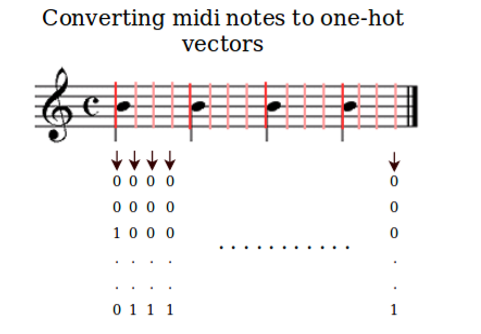 Converting midi notes to one-hot
vectors
0 0 0 0 0
0 0 0 0 0
1 0 0 0 0
. . . . . . . . . . .
. . . . .
. . . . .
0 1 1 1 1